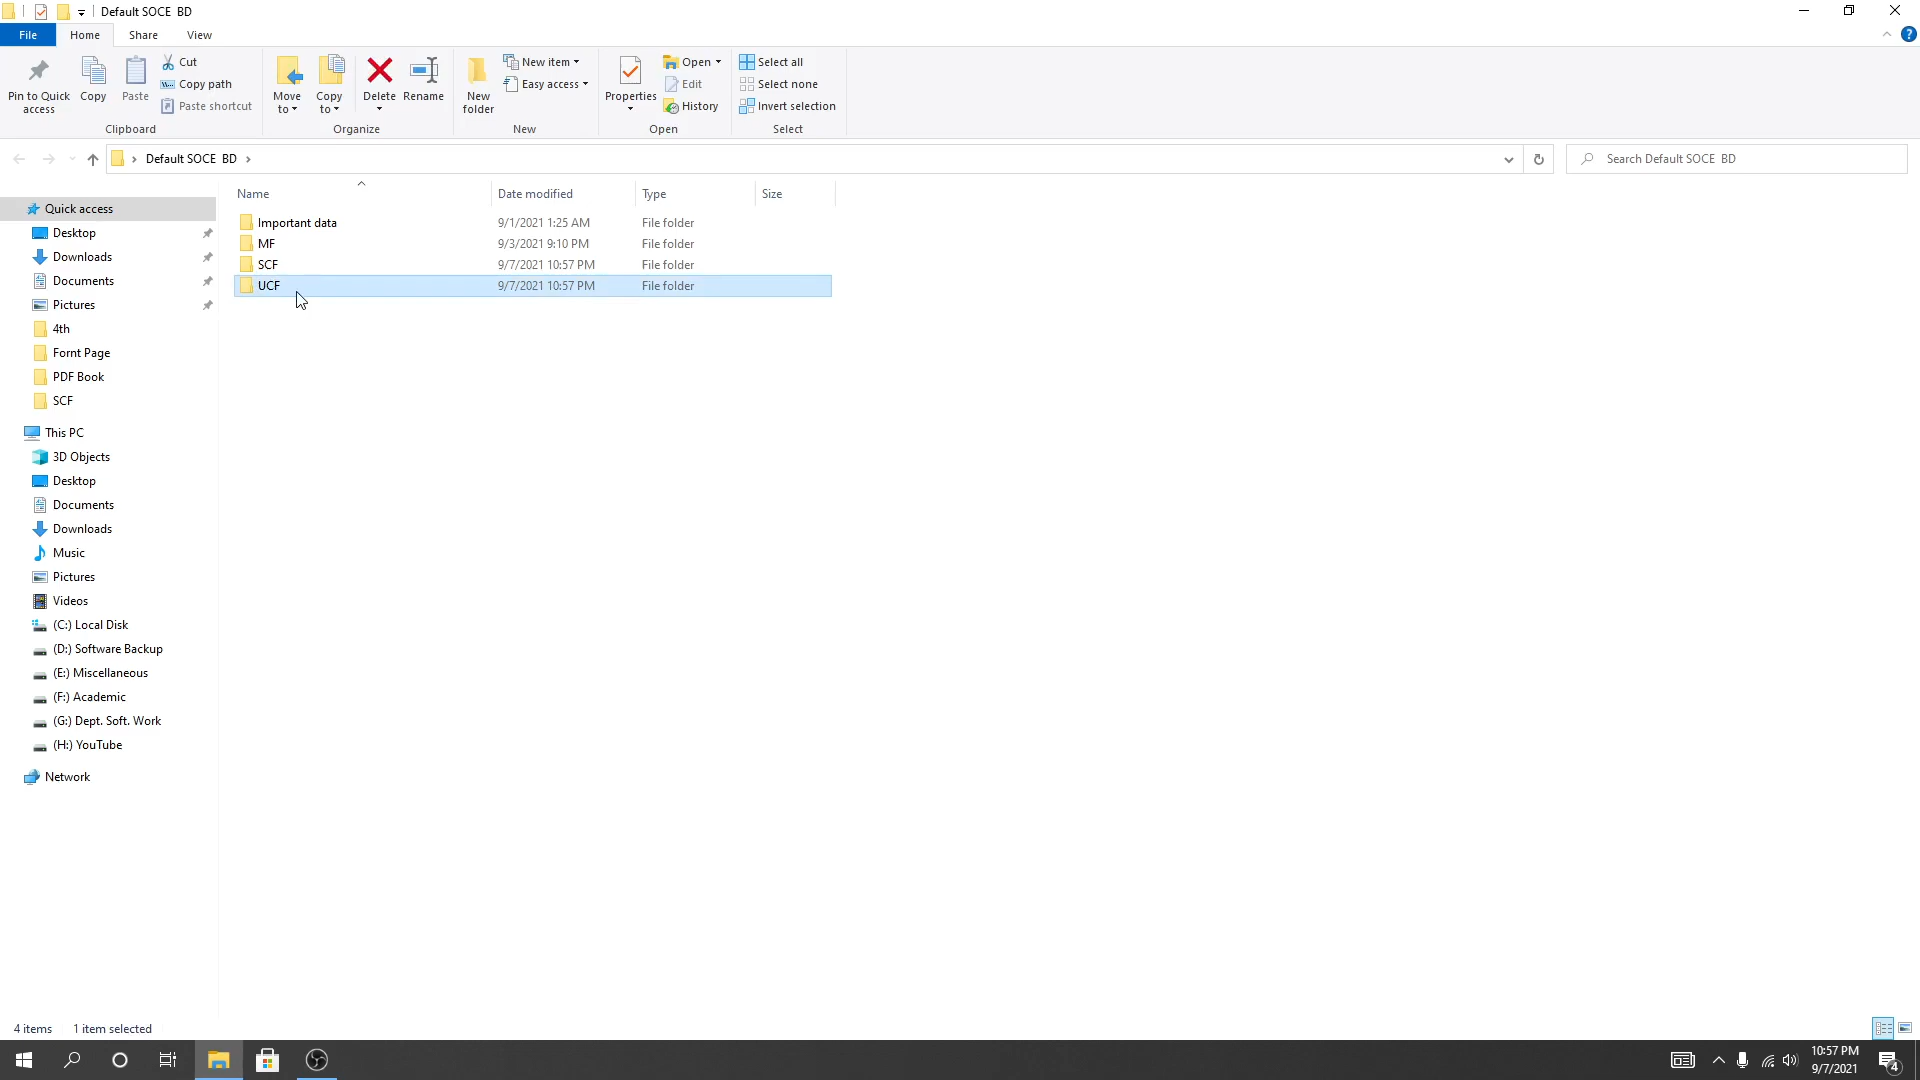 Default SOCE BD
File Home Share View
Pin to Quick access
Copy
Paste
Cut
Copy path
Paste shortcut
Clipboard
Move to
Copy to
Delete
Rename
Organize
New folder
New item
Easy access
New
Properties
Open
Edit
History
Open
Select all
Select none
Invert selection
Select
Default SOCE BD
Search Default SOCE BD
Name Date modified Type Size
Important data 9/1/2021 1:25 AM File folder
MF 9/3/2021 9:10 PM File folder
SCF 9/7/2021 10:57 PM File folder
UCF 9/7/2021 10:57 PM File folder
Quick access
Desktop
Downloads
Documents
Pictures
4th
Fornt Page
PDF Book
SCF
This PC
3D Objects
Desktop
Documents
Downloads
Music
Pictures
Videos
(C:) Local Disk
(D:) Software Backup
(E:) Miscellaneous
(F:) Academic
(G:) Dept. Soft. Work
(H:) YouTube
Network
4 items 1 item selected
10:57 PM
9/7/2021
4